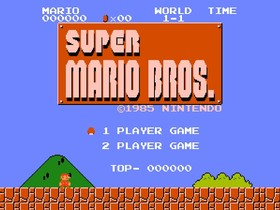 MARIO WORLD TIME
000000 ×00 1-1
SUPER
MARIO BROS.
©1985 NINTENDO
1 PLAYER GAME
2 PLAYER GAME
TOP- 000000